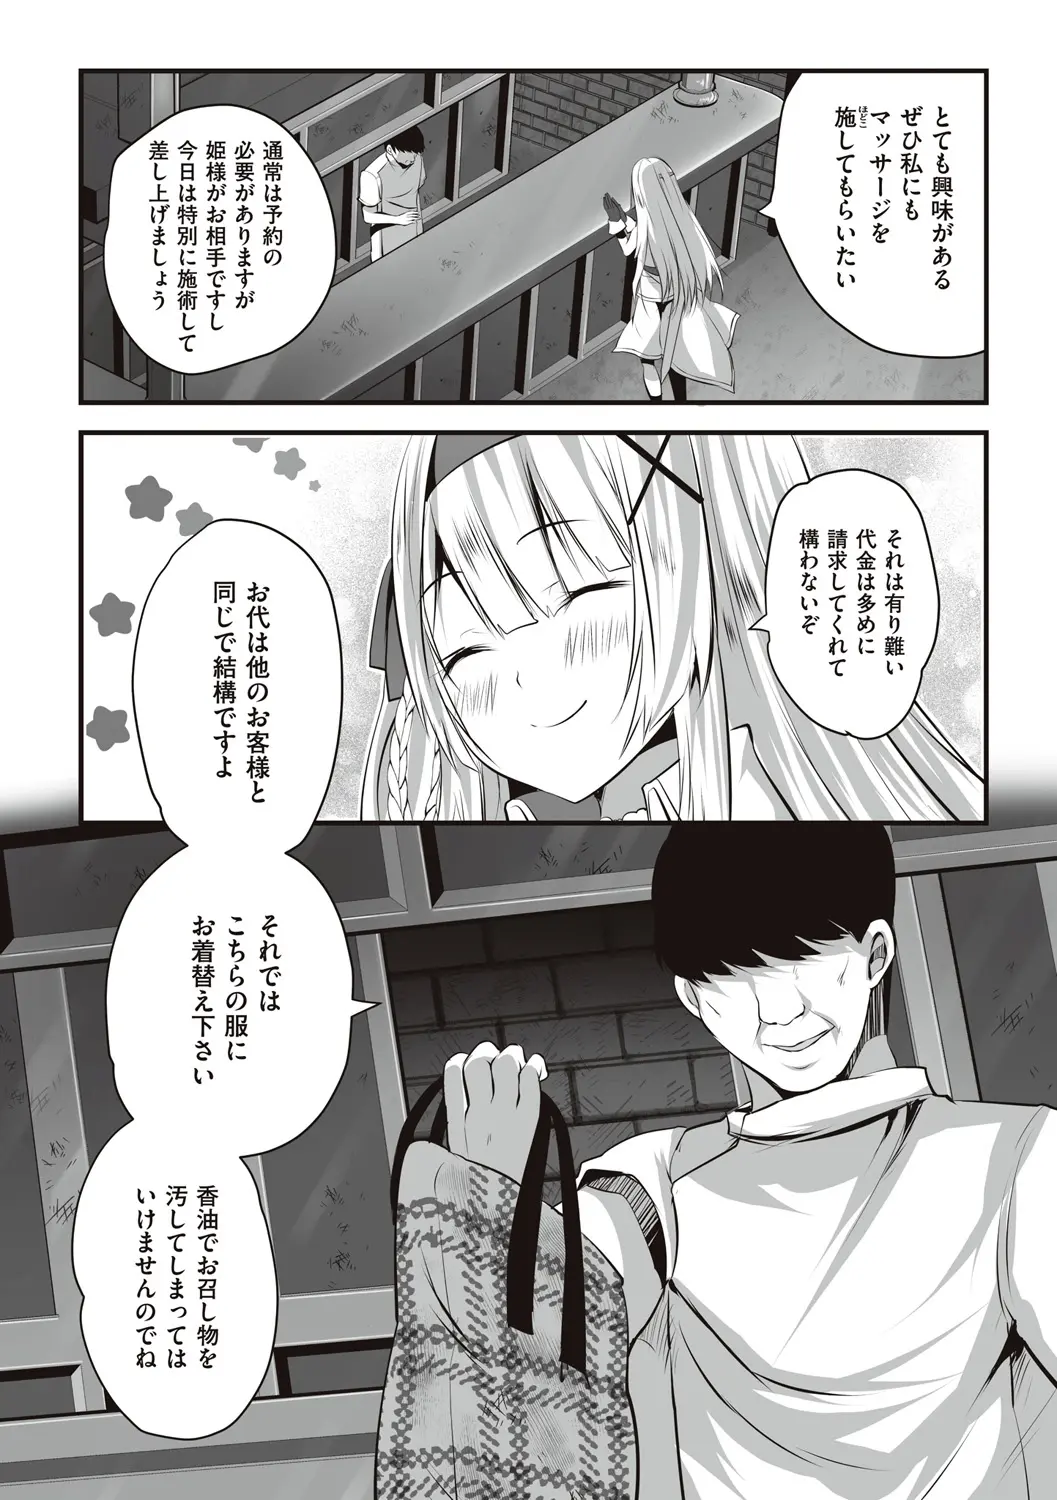 とても興味がある
ぜひ私にも
マッサージを
施してもらいたい
ほどこ
通常は予約の
必要がありますが
姫様がお相手ですし
今日は特別に施術して
差し上げましょう
それは有り難い
代金は多めに
請求してくれて
構わないぞ
お代は他のお客様と
同じで結構ですよ
それでは
こちらの服に
お着替え下さい
香油でお召し物を
汚してしまっては
いけませんのでね